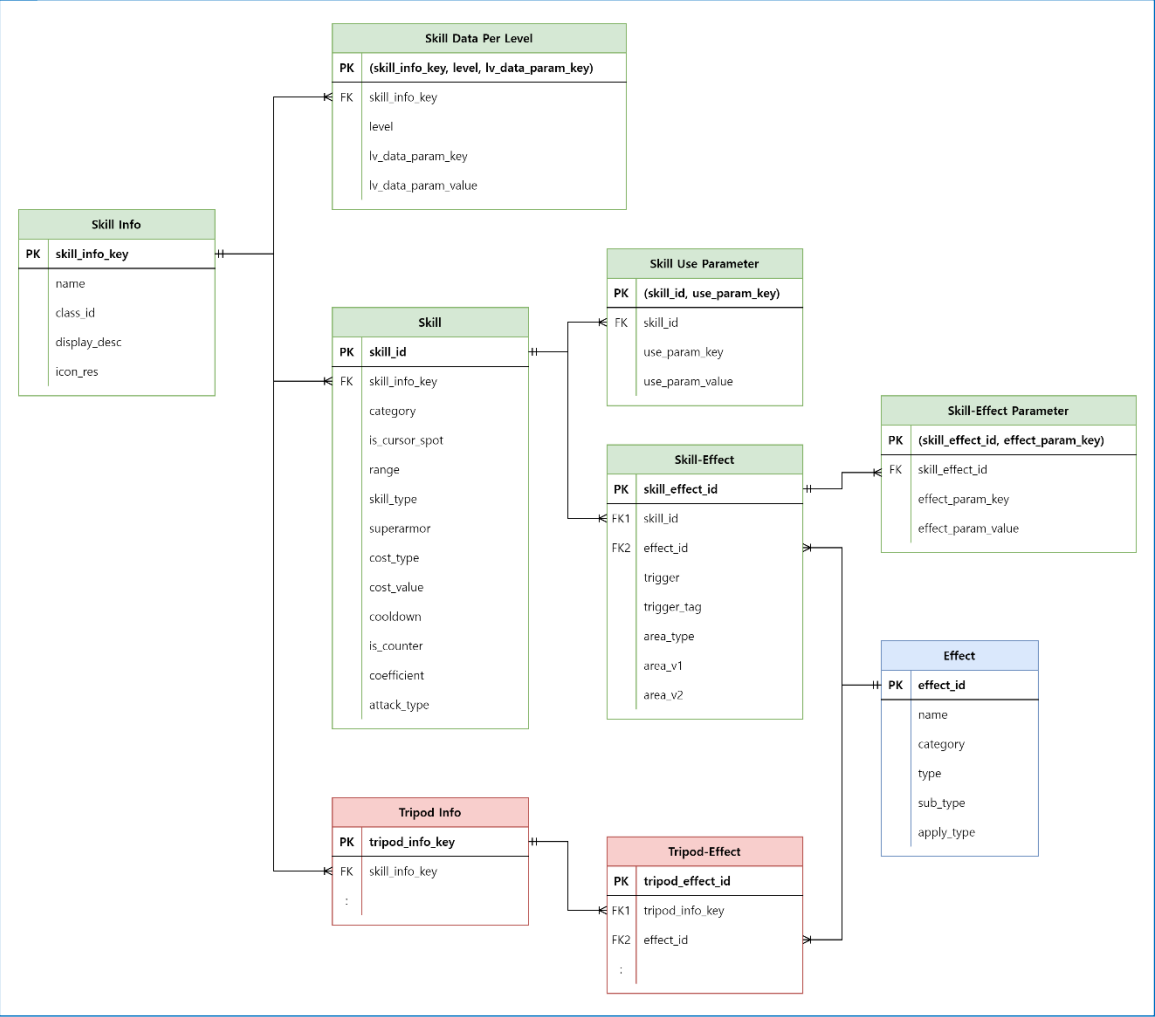 Skill Data Per Level
PK (skill_info_key, level, lv_data_param_key)
FK skill_info_key
level
lv_data_param_key
lv_data_param_value
Skill Info
PK skill_info_key
name
class_id
display_desc
icon_res
Skill
PK skill_id
FK skill_info_key
category
is_cursor_spot
range
skill_type
superarmor
cost_type
cost_value
cooldown
is_counter
coefficient
attack_type
Skill Use Parameter
PK (skill_id, use_param_key)
FK skill_id
use_param_key
use_param_value
Skill-Effect
PK skill_effect_id
FK1 skill_id
FK2 effect_id
trigger
trigger_tag
area_type
area_v1
area_v2
Skill-Effect Parameter
PK (skill_effect_id, effect_param_key)
FK skill_effect_id
effect_param_key
effect_param_value
Effect
PK effect_id
name
category
type
sub_type
apply_type
Tripod Info
PK tripod_info_key
FK skill_info_key
:
Tripod-Effect
PK tripod_effect_id
FK1 tripod_info_key
FK2 effect_id
: